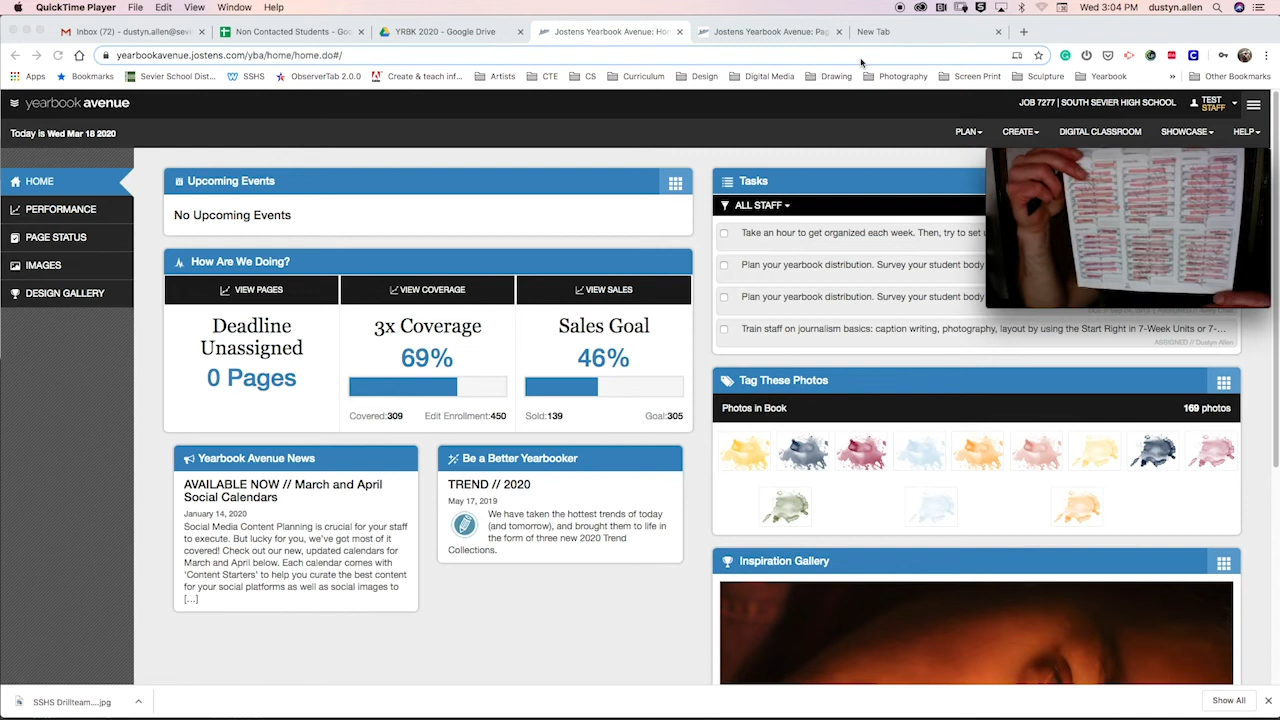 QuickTime Player File Edit View Window Help
Wed 3:04 PM dustyn.allen
Inbox (72) - dustyn.allen@sevi
Non Contacted Students - Goo
YRBK 2020 - Google Drive
Jostens Yearbook Avenue: Hom
Jostens Yearbook Avenue: Pag
New Tab
yearbookavenue.jostens.com/yba/home/home.do#/
Apps Bookmarks Sevier School Dist... SSHS ObserverTab 2.0.0 Create & teach inf... Artists CTE CS Curriculum Design Digital Media Drawing Photography Screen Print Sculpture Yearbook » Other Bookmarks
yearbook avenue
JOB 7277 | SOUTH SEVIER HIGH SCHOOL
TEST
STAFF
Today is Wed Mar 18 2020
PLAN CREATE DIGITAL CLASSROOM SHOWCASE HELP
HOME
PERFORMANCE
PAGE STATUS
IMAGES
DESIGN GALLERY
Upcoming Events
No Upcoming Events
How Are We Doing?
VIEW PAGES VIEW COVERAGE VIEW SALES
Deadline
Unassigned
0 Pages
3x Coverage
69%
Covered:309 Edit Enrollment:450
Sales Goal
46%
Sold:139 Goal:305
Yearbook Avenue News
AVAILABLE NOW // March and April
Social Calendars
January 14, 2020
Social Media Content Planning is crucial for your staff
to execute. But lucky for you, we've got most of it
covered! Check out our new, updated calendars for
March and April below. Each calendar comes with
'Content Starters' to help you curate the best content
for your social platforms as well as social images to
[...]
Be a Better Yearbooker
TREND // 2020
May 17, 2019
We have taken the hottest trends of today
(and tomorrow), and brought them to life in
the form of three new 2020 Trend
Collections.
Tasks
ALL STAFF
Take an hour to get organized each week. Then, try to set
Plan your yearbook distribution. Survey your student body
Plan your yearbook distribution. Survey your student body
Train staff on journalism basics: caption writing, photography, layout by using the Start Right in 7-Week Units or 7-...
ASSIGNED // Dustyn Allen
Tag These Photos
Photos in Book 169 photos
Inspiration Gallery
SSHS Drillteam....jpg
Show All